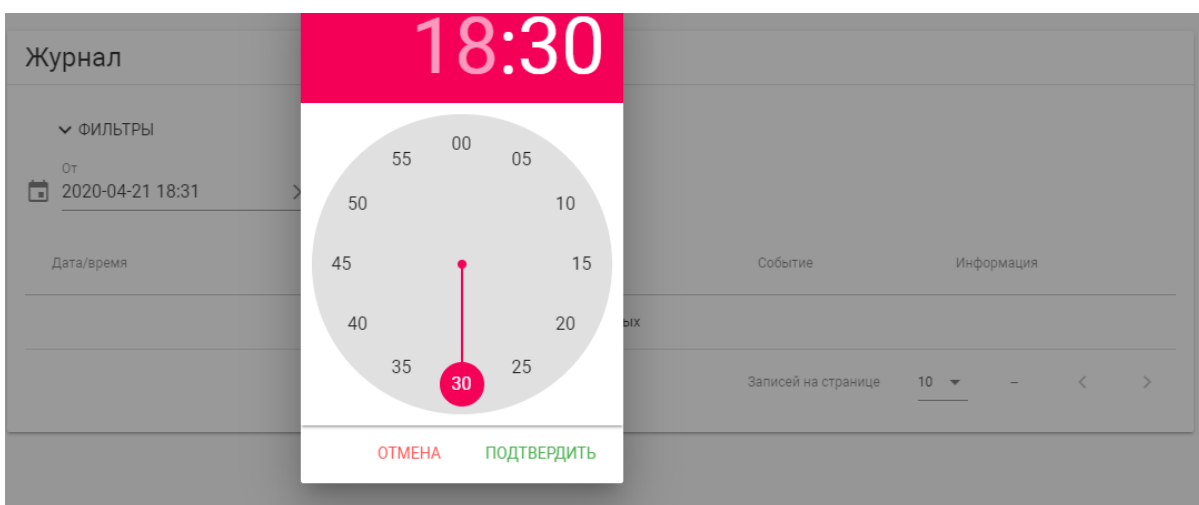 18:30
Журнал
ФИЛЬТРЫ
От
2020-04-21 18:31
00
55
05
50
10
45
15
40
20
35
25
30
Дата/время
Событие
Информация
ых
Записей на странице
10
–
ОТМЕНА
ПОДТВЕРДИТЬ